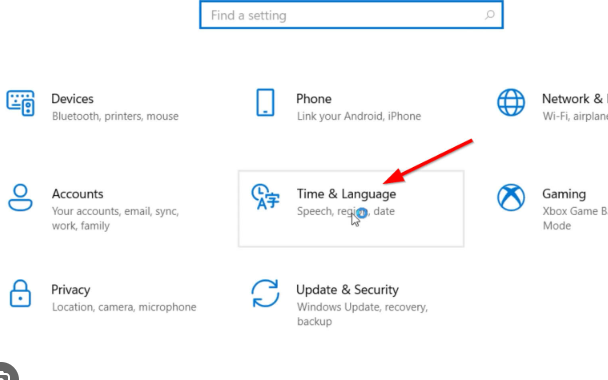 Find a setting
Devices
Bluetooth, printers, mouse
Phone
Link your Android, iPhone
Network &
Wi-Fi, airplane
Accounts
Your accounts, email, sync,
work, family
Time & Language
Speech, region, date
Gaming
Xbox Game B
Mode
Privacy
Location, camera, microphone
Update & Security
Windows Update, recovery,
backup